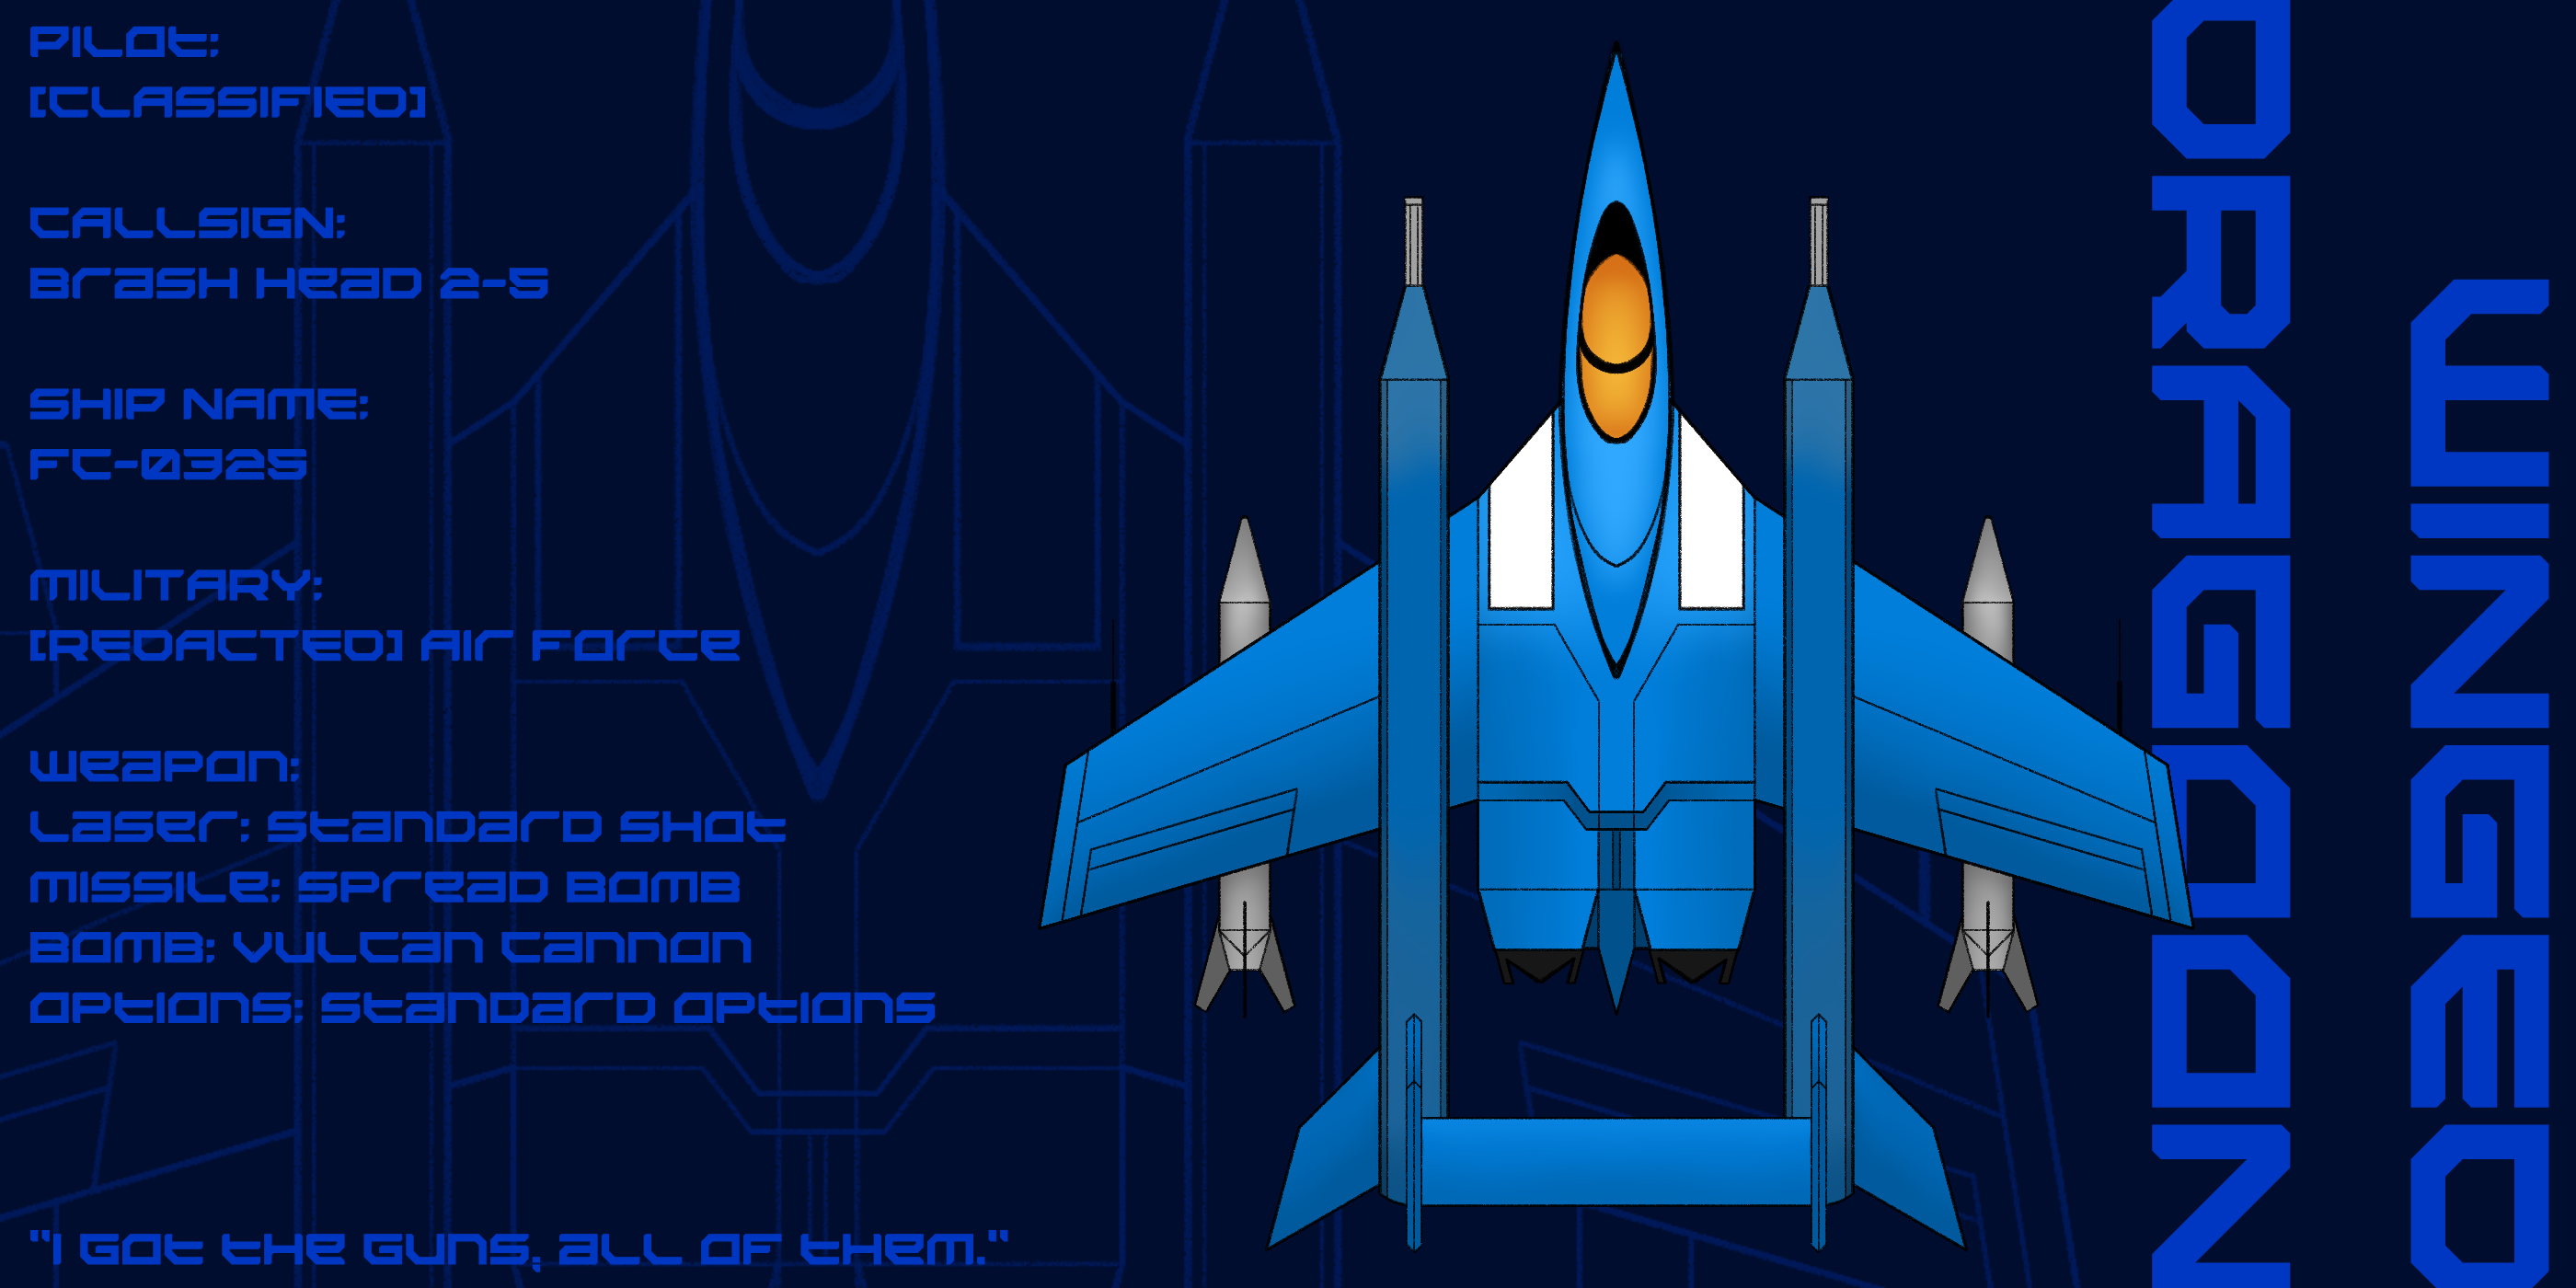 PILOt:
[CLASSIFIED]
CALLSIGN:
BrasH Head 2-5
SHIP NAME:
FC-0325
MILITARY:
[REDACTED] Air Force
Weapon:
Laser: Standard Shot
Missile: Spread Bomb
Bomb: Vulcan Cannon
Options: Standard Options
"I Got the Guns, all of them."
WINGED
DRAGOON